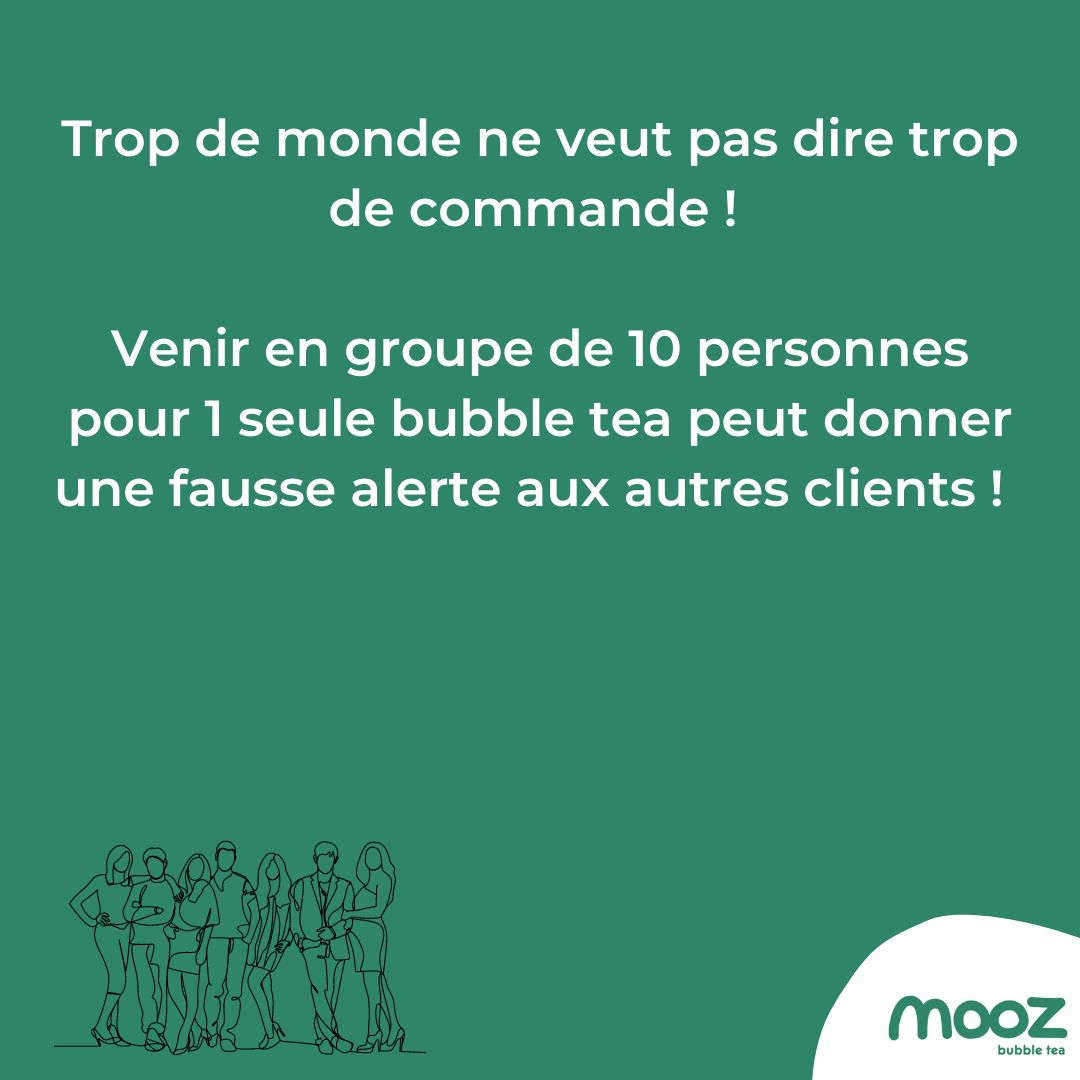 Trop de monde ne veut pas dire trop
de commande !
Venir en groupe de 10 personnes
pour 1 seule bubble tea peut donner
une fausse alerte aux autres clients !
mooz
bubble tea